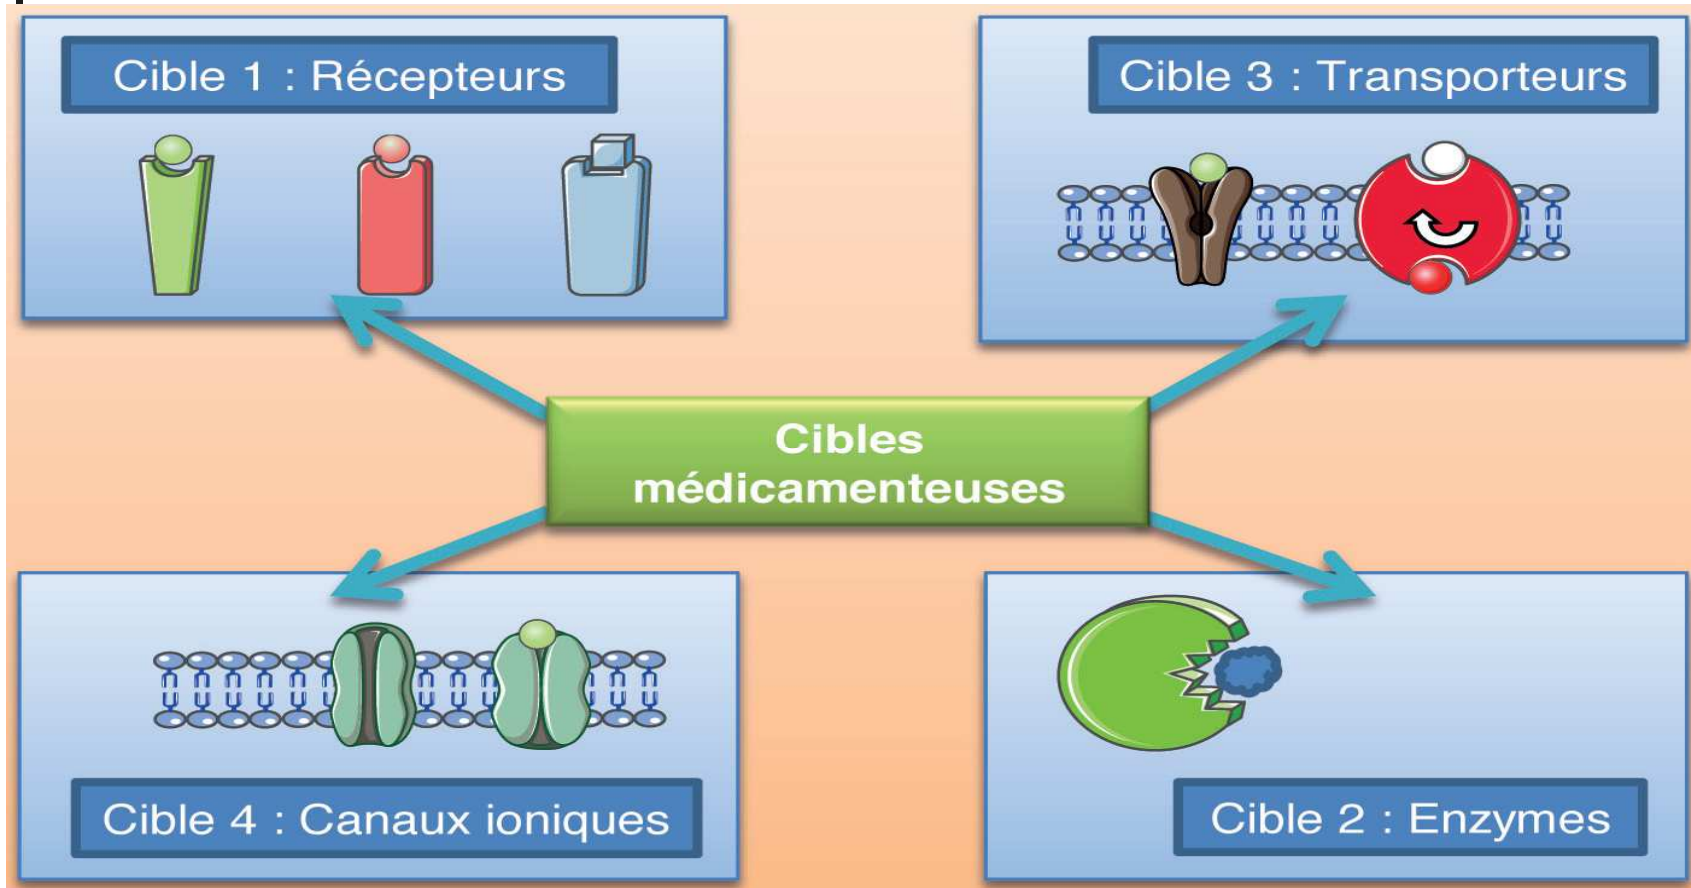 Cible 1 : Récepteurs
Cible 3 : Transporteurs
Cibles
médicamenteuses
Cible 4 : Canaux ioniques
Cible 2 : Enzymes